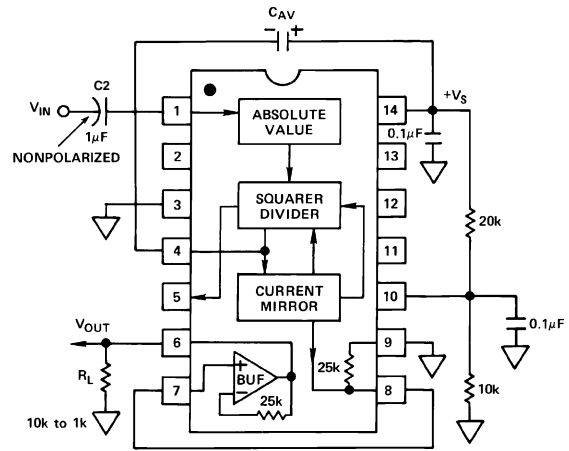 C_AV
− +
C2
V_IN
1µF
NONPOLARIZED
+V_S
0.1µF
20k
0.1µF
10k
1
2
3
4
5
6
7
14
13
12
11
10
9
8
ABSOLUTE
VALUE
SQUARER
DIVIDER
CURRENT
MIRROR
V_OUT
R_L
10k to 1k
+
BUF
−
25k
25k